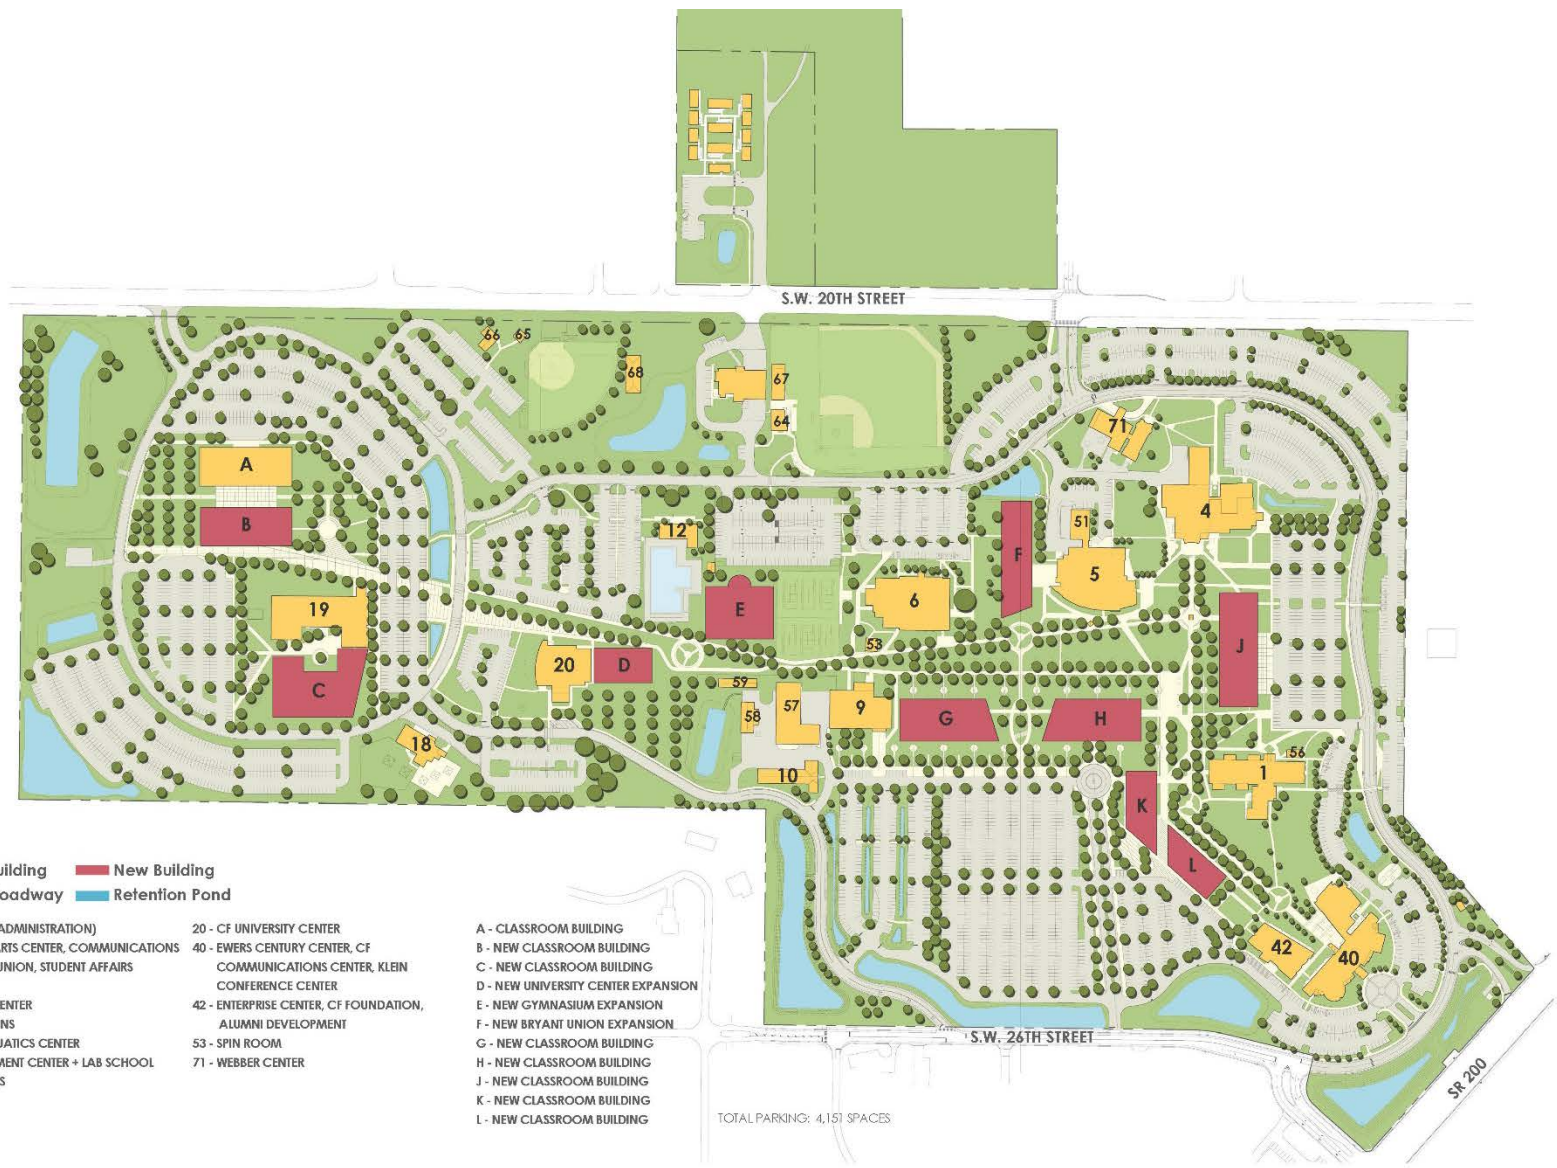 S.W. 20TH STREET
66
65
68
67
64
71
A
B
12
51
4
F
5
19
E
6
J
53
20
D
C
59
57
58
9
G
H
18
10
56
1
K
L
42
40
uilding
New Building
oadway
Retention Pond
ADMINISTRATION)
ARTS CENTER, COMMUNICATIONS
UNION, STUDENT AFFAIRS
ENTER
NS
UATICS CENTER
MENT CENTER + LAB SCHOOL
S
20 - CF UNIVERSITY CENTER
40 - EWERS CENTURY CENTER, CF
COMMUNICATIONS CENTER, KLEIN
CONFERENCE CENTER
42 - ENTERPRISE CENTER, CF FOUNDATION,
ALUMNI DEVELOPMENT
53 - SPIN ROOM
71 - WEBBER CENTER
A - CLASSROOM BUILDING
B - NEW CLASSROOM BUILDING
C - NEW CLASSROOM BUILDING
D - NEW UNIVERSITY CENTER EXPANSION
E - NEW GYMNASIUM EXPANSION
F - NEW BRYANT UNION EXPANSION
G - NEW CLASSROOM BUILDING
H - NEW CLASSROOM BUILDING
J - NEW CLASSROOM BUILDING
K - NEW CLASSROOM BUILDING
L - NEW CLASSROOM BUILDING
S.W. 26TH STREET
SR 200
TOTAL PARKING: 4,151 SPACES